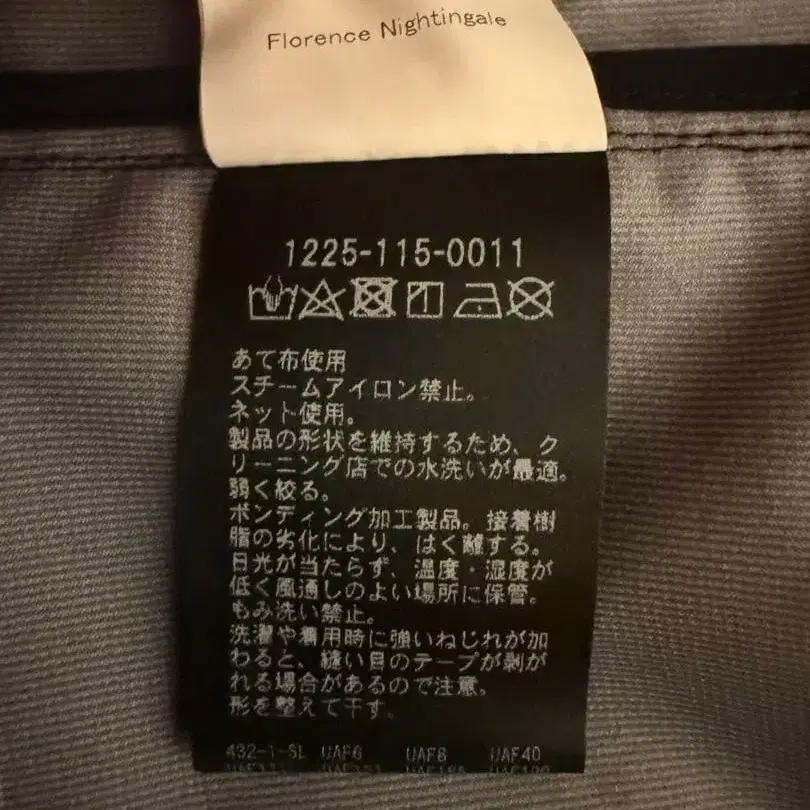 Florence Nightingale
1225-115-0011
あて布使用
スチームアイロン禁止。
ネット使用。
製品の形状を維持するため、ク
リーニング店での水洗いが最適。
弱く絞る。
ボンディング加工製品。接着樹
脂の劣化により、はく離する。
日光が当たらず、温度・湿度が
低く風通しのよい場所に保管。
もみ洗い禁止。
洗濯や着用時に強いねじれが加
わると、縫い目のテープが剥が
れる場合があるので注意。
形を整えて干す。
432-1-SL UAF6 UAF8 UAF40